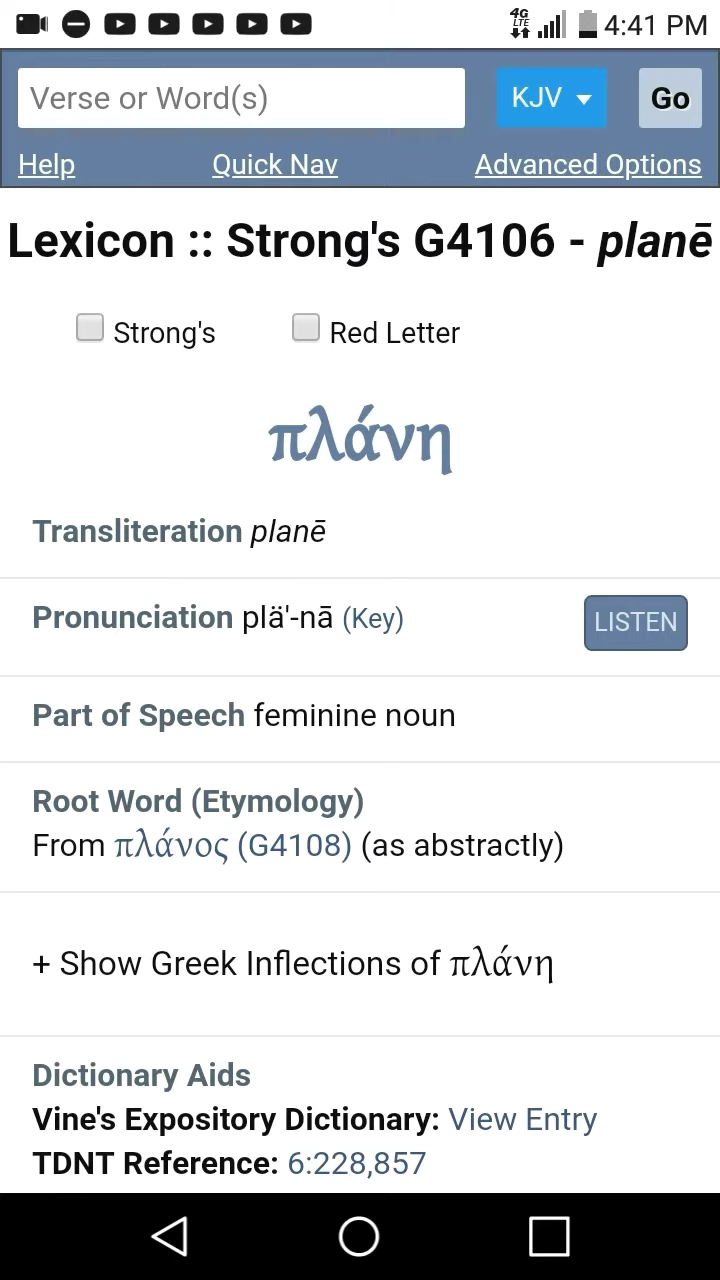 4G LTE 4:41 PM
Verse or Word(s) KJV Go
Help Quick Nav Advanced Options
Lexicon :: Strong's G4106 - planē
Strong's Red Letter
πλάνη
Transliteration planē
Pronunciation plä'-nā (Key) LISTEN
Part of Speech feminine noun
Root Word (Etymology)
From πλάνος (G4108) (as abstractly)
+ Show Greek Inflections of πλάνη
Dictionary Aids
Vine's Expository Dictionary: View Entry
TDNT Reference: 6:228,857